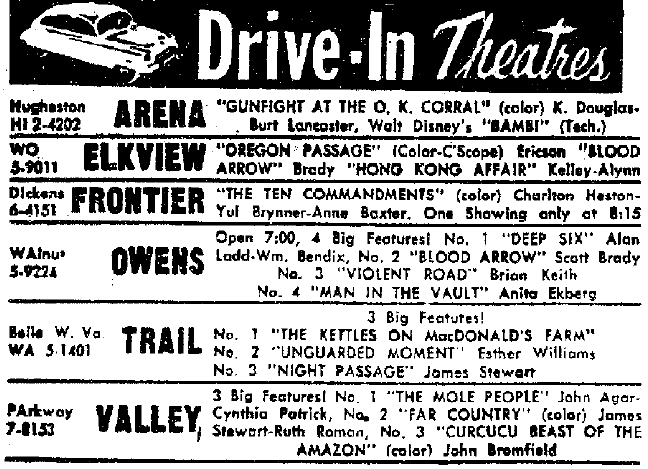 Drive-In Theatres
Hugheston
HI 2-4202
ARENA
"GUNFIGHT AT THE O. K. CORRAL" (color) K. Douglas-
Burt Lancaster, Walt Disney's "BAMBI" (Tech.)
WO
5-9011
ELKVIEW
"OREGON PASSAGE" (Color-C'Scope) Ericson "BLOOD
ARROW" Brady "HONG KONG AFFAIR" Kelley-Alynn
Dickens
6-4151
FRONTIER
"THE TEN COMMANDMENTS" (color) Charlton Heston-
Yul Brynner-Anne Baxter. One Showing only at 8:15
WAlnut
5-9224
OWENS
Open 7:00, 4 Big Features! No. 1 "DEEP SIX" Alan
Ladd-Wm. Bendix, No. 2 "BLOOD ARROW" Scott Brady
No. 3 "VIOLENT ROAD" Brian Keith
No. 4 "MAN IN THE VAULT" Anita Ekberg
Belle W. Va.
WA 5-1401
TRAIL
3 Big Features!
No. 1 "THE KETTLES ON MacDONALD'S FARM"
No. 2 "UNGUARDED MOMENT" Esther Williams
No. 3 "NIGHT PASSAGE" James Stewart
PArkway
7-8153
VALLEY
3 Big Features! No. 1 "THE MOLE PEOPLE" John Agar-
Cynthia Patrick, No. 2 "FAR COUNTRY" (color) James
Stewart-Ruth Roman, No. 3 "CURCUCU BEAST OF THE
AMAZON" (color) John Bromfield